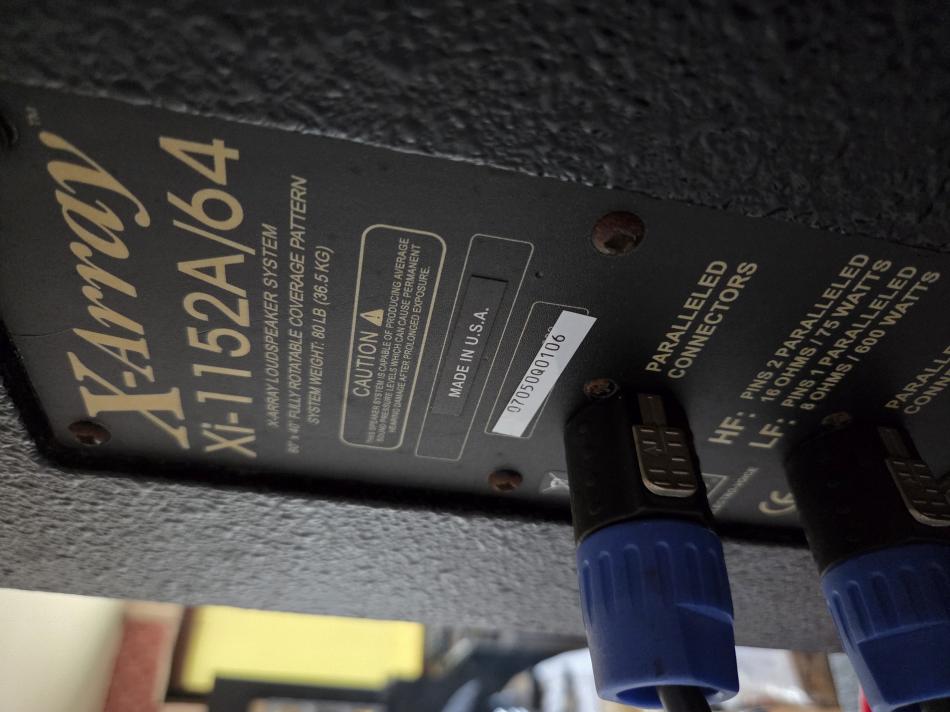 X-Array™
Xi-1152A/64
X-ARRAY LOUDSPEAKER SYSTEM
60° x 40° FULLY ROTATABLE COVERAGE PATTERN
SYSTEM WEIGHT: 80 LB (36.5 KG)
CAUTION
THIS SPEAKER SYSTEM IS CAPABLE OF PRODUCING AVERAGE
SOUND PRESSURE LEVELS WHICH CAN CAUSE PERMANENT
HEARING DAMAGE AFTER PROLONGED EXPOSURE.
MADE IN U.S.A.
07050Q0106
PARALLELED
CONNECTORS
HF: PINS 2 PARALLELED
16 OHMS / 75 WATTS
LF: PINS 1 PARALLELED
8 OHMS / 600 WATTS
CE